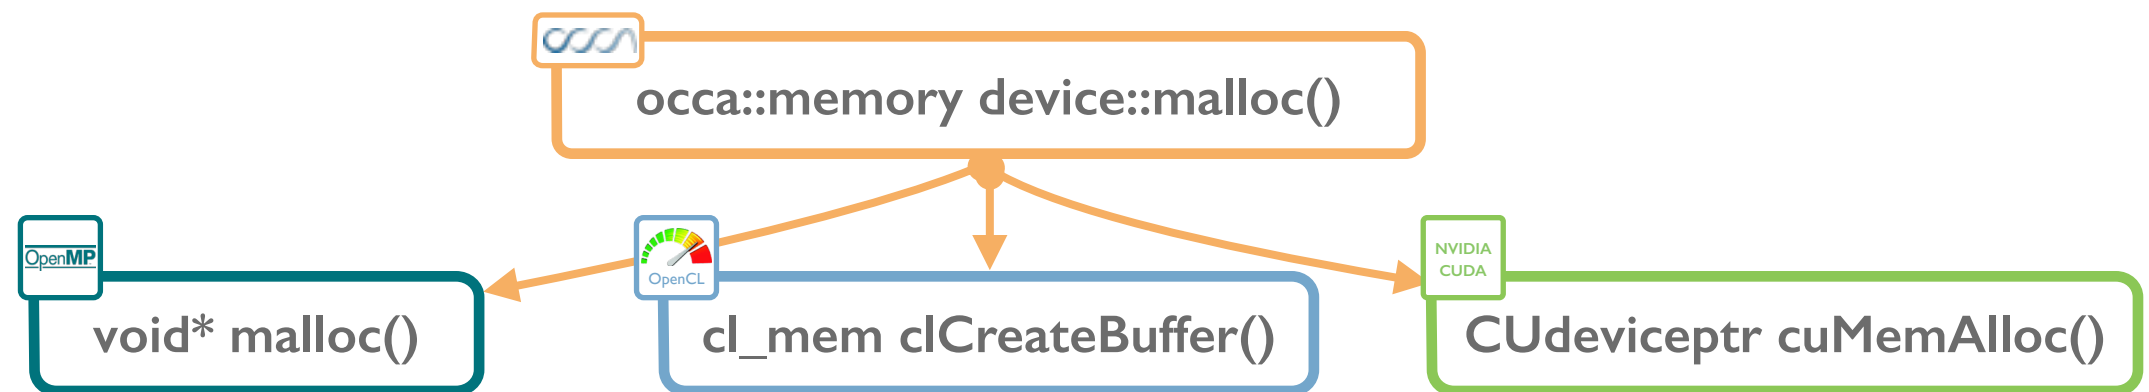 occa
occa::memory device::malloc()
OpenMP
OpenCL
NVIDIA
CUDA
void* malloc()
cl_mem clCreateBuffer()
CUdeviceptr cuMemAlloc()